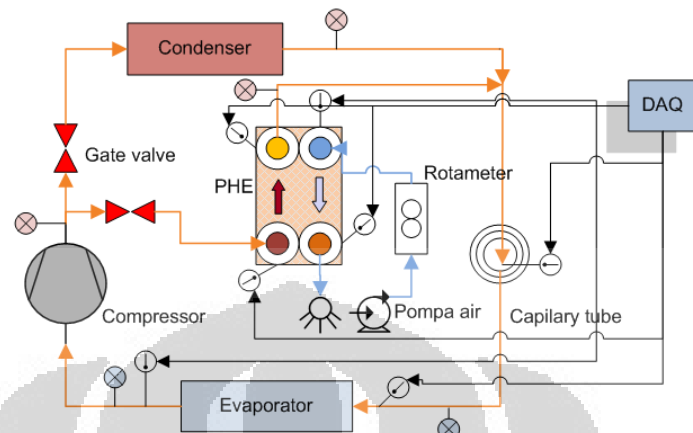 Condenser
DAQ
Gate valve
PHE
Rotameter
Compressor
Pompa air
Capilary tube
Evaporator